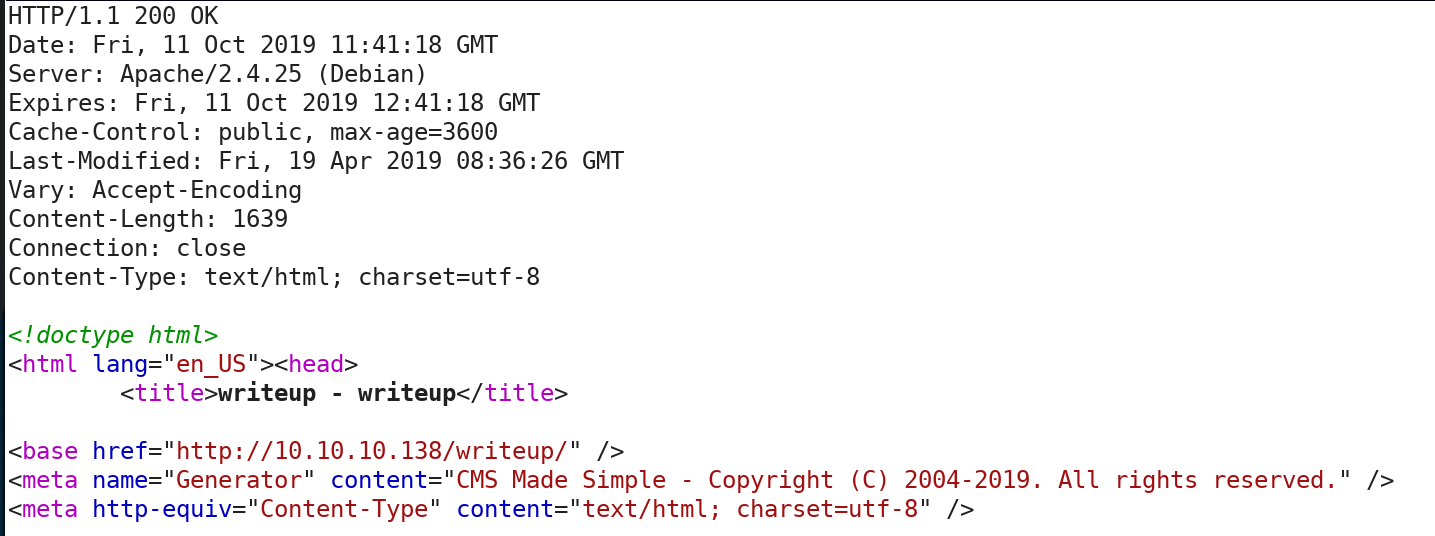 HTTP/1.1 200 OK
Date: Fri, 11 Oct 2019 11:41:18 GMT
Server: Apache/2.4.25 (Debian)
Expires: Fri, 11 Oct 2019 12:41:18 GMT
Cache-Control: public, max-age=3600
Last-Modified: Fri, 19 Apr 2019 08:36:26 GMT
Vary: Accept-Encoding
Content-Length: 1639
Connection: close
Content-Type: text/html; charset=utf-8
<!doctype html>
<html lang="en_US"><head>
<title>writeup - writeup</title>
<base href="http://10.10.10.138/writeup/" />
<meta name="Generator" content="CMS Made Simple - Copyright (C) 2004-2019. All rights reserved." />
<meta http-equiv="Content-Type" content="text/html; charset=utf-8" />